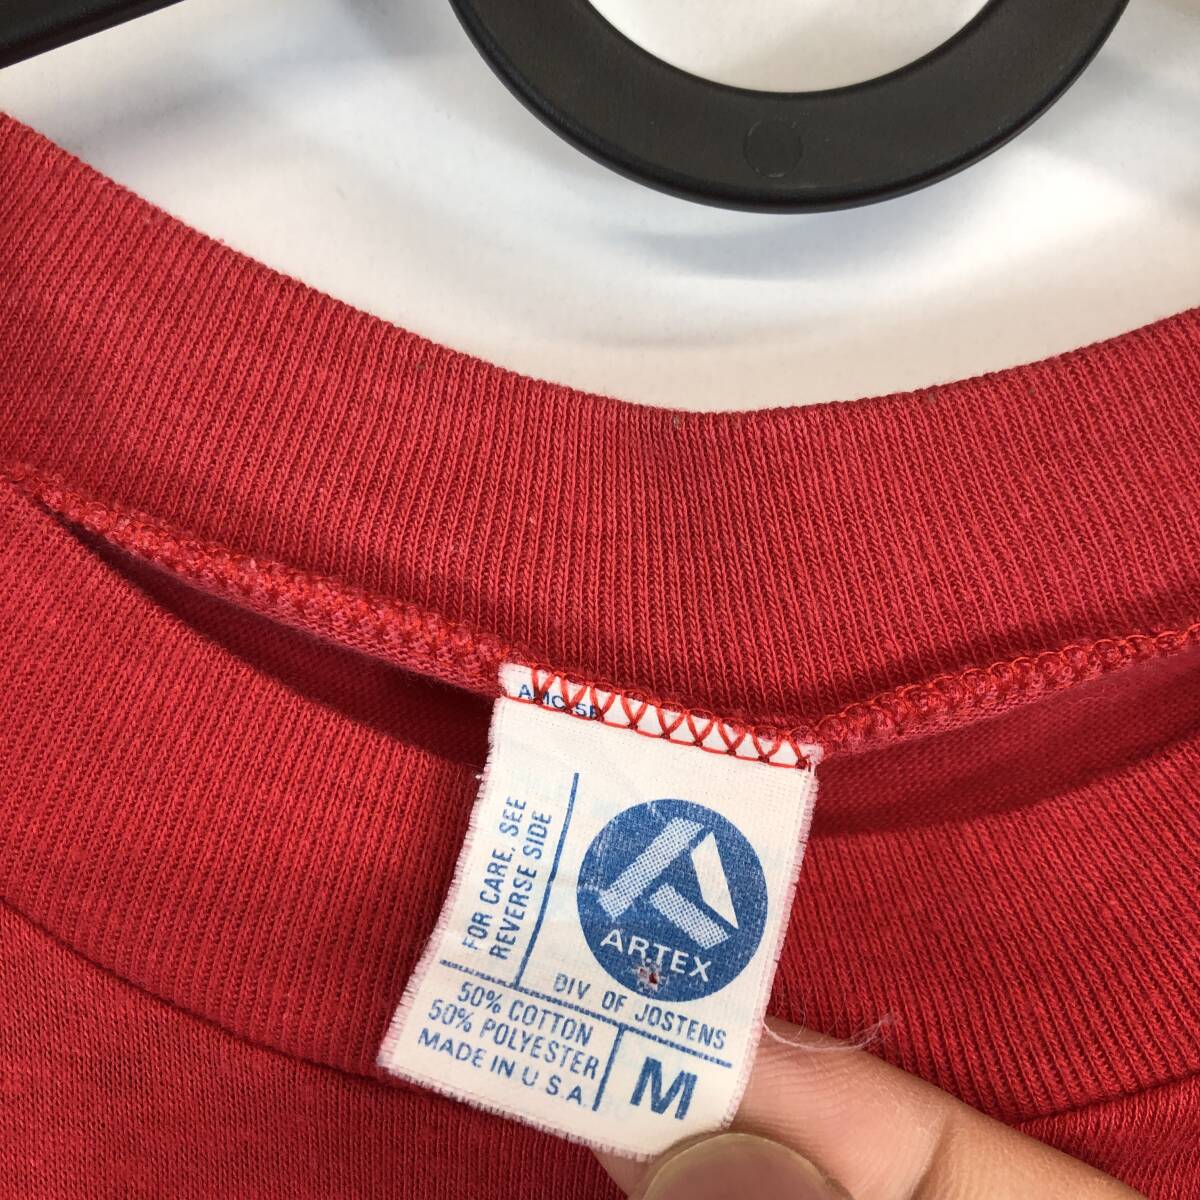 FOR CARE, SEE
REVERSE SIDE
ARTEX
DIV OF JOSTENS
50% COTTON
50% POLYESTER
MADE IN U.S.A.
M